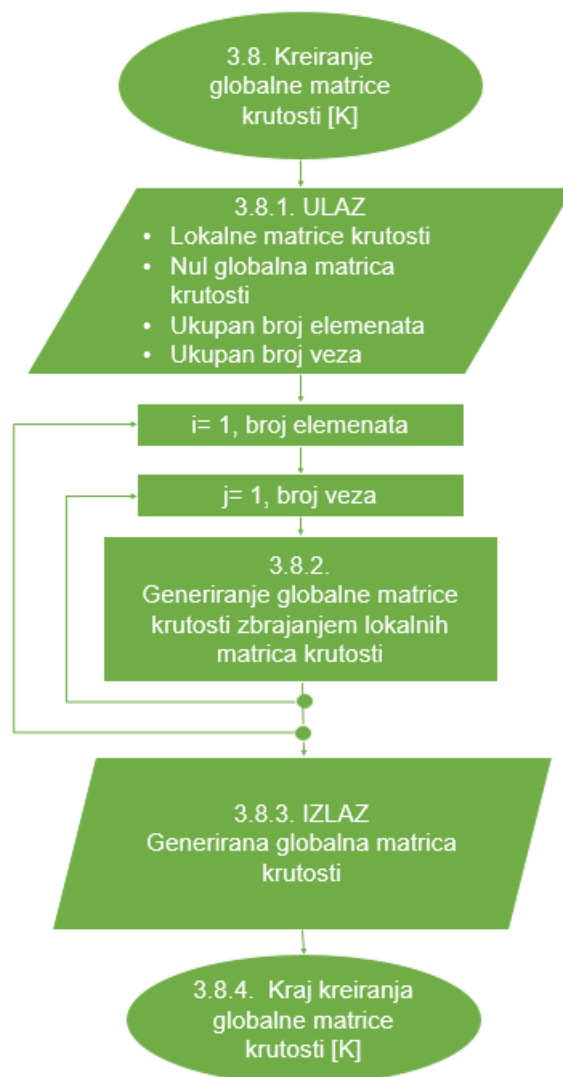 3.8. Kreiranje
globalne matrice
krutosti [K]
3.8.1. ULAZ
• Lokalne matrice krutosti
• Nul globalna matrica
krutosti
• Ukupan broj elemenata
• Ukupan broj veza
i= 1, broj elemenata
j= 1, broj veza
3.8.2.
Generiranje globalne matrice
krutosti zbrajanjem lokalnih
matrica krutosti
3.8.3. IZLAZ
Generirana globalna matrica
krutosti
3.8.4. Kraj kreiranja
globalne matrice
krutosti [K]